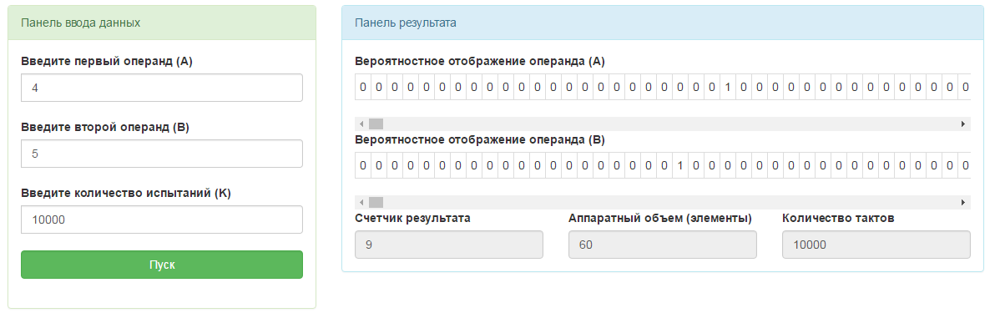 Панель ввода данных
Введите первый операнд (А)
4
Введите второй операнд (В)
5
Введите количество испытаний (К)
10000
Пуск
Панель результата
Вероятностное отображение операнда (А)
0 0 0 0 0 0 0 0 0 0 0 0 0 0 0 0 0 0 0 0 0 0 0 1 0 0 0 0 0 0 0 0 0 0 0 0 0 0 0
Вероятностное отображение операнда (В)
0 0 0 0 0 0 0 0 0 0 0 0 0 0 0 0 0 0 0 0 1 0 0 0 0 0 0 0 0 0 0 0 0 0 0 0 0 0 0
Счетчик результата
9
Аппаратный объем (элементы)
60
Количество тактов
10000